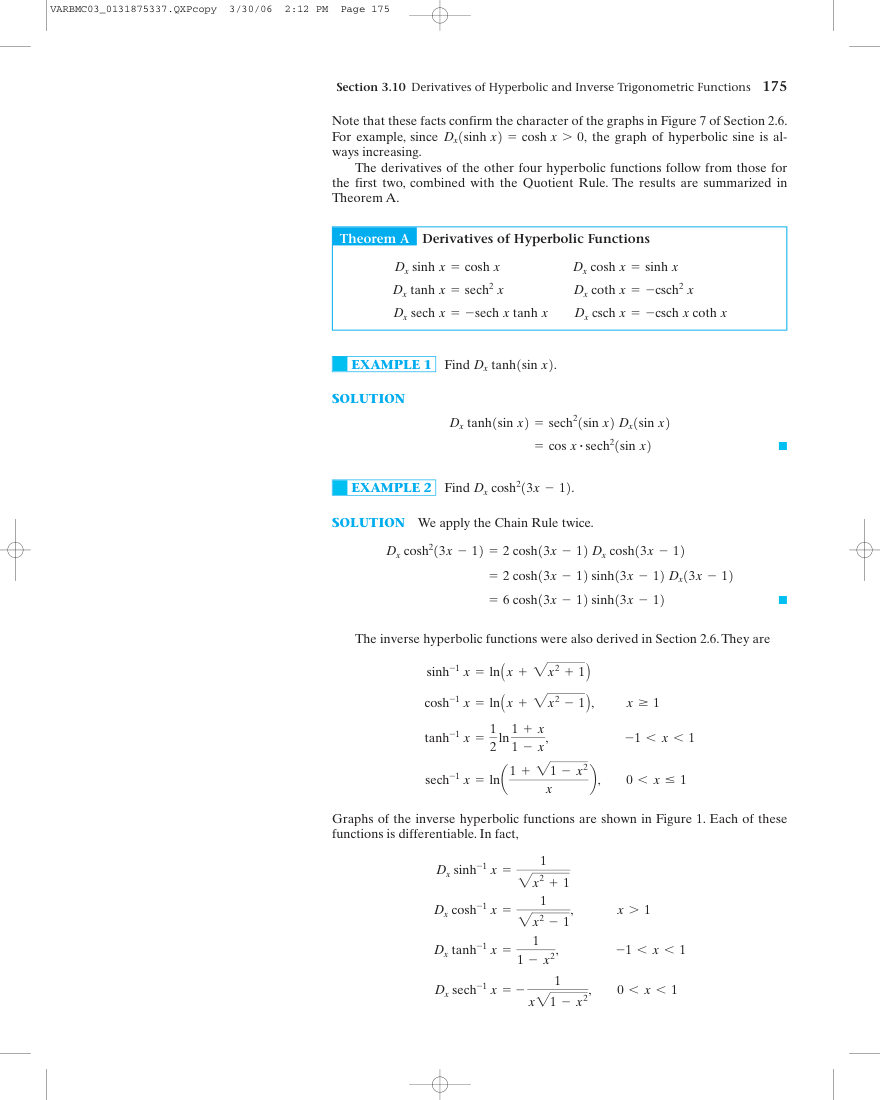 VARBMC03_0131875337.QXPcopy 3/30/06 2:12 PM Page 175
Section 3.10 Derivatives of Hyperbolic and Inverse Trigonometric Functions 175
Note that these facts confirm the character of the graphs in Figure 7 of Section 2.6.
For example, since Dₓ(sinh x) = cosh x > 0, the graph of hyperbolic sine is al-
ways increasing.
The derivatives of the other four hyperbolic functions follow from those for
the first two, combined with the Quotient Rule. The results are summarized in
Theorem A.
Theorem A Derivatives of Hyperbolic Functions
Dₓ sinh x = cosh x Dₓ cosh x = sinh x
Dₓ tanh x = sech² x Dₓ coth x = −csch² x
Dₓ sech x = −sech x tanh x Dₓ csch x = −csch x coth x
EXAMPLE 1 Find Dₓ tanh(sin x).
SOLUTION
Dₓ tanh(sin x) = sech²(sin x) Dₓ(sin x)
= cos x · sech²(sin x)
EXAMPLE 2 Find Dₓ cosh²(3x − 1).
SOLUTION We apply the Chain Rule twice.
Dₓ cosh²(3x − 1) = 2 cosh(3x − 1) Dₓ cosh(3x − 1)
= 2 cosh(3x − 1) sinh(3x − 1) Dₓ(3x − 1)
= 6 cosh(3x − 1) sinh(3x − 1)
The inverse hyperbolic functions were also derived in Section 2.6. They are
sinh⁻¹ x = ln(x + √(x² + 1))
cosh⁻¹ x = ln(x + √(x² − 1)), x ≥ 1
tanh⁻¹ x = 1/2 ln (1 + x)/(1 − x), −1 < x < 1
sech⁻¹ x = ln((1 + √(1 − x²))/x), 0 < x ≤ 1
Graphs of the inverse hyperbolic functions are shown in Figure 1. Each of these
functions is differentiable. In fact,
Dₓ sinh⁻¹ x = 1/√(x² + 1)
Dₓ cosh⁻¹ x = 1/√(x² − 1), x > 1
Dₓ tanh⁻¹ x = 1/(1 − x²), −1 < x < 1
Dₓ sech⁻¹ x = −1/(x√(1 − x²)), 0 < x < 1